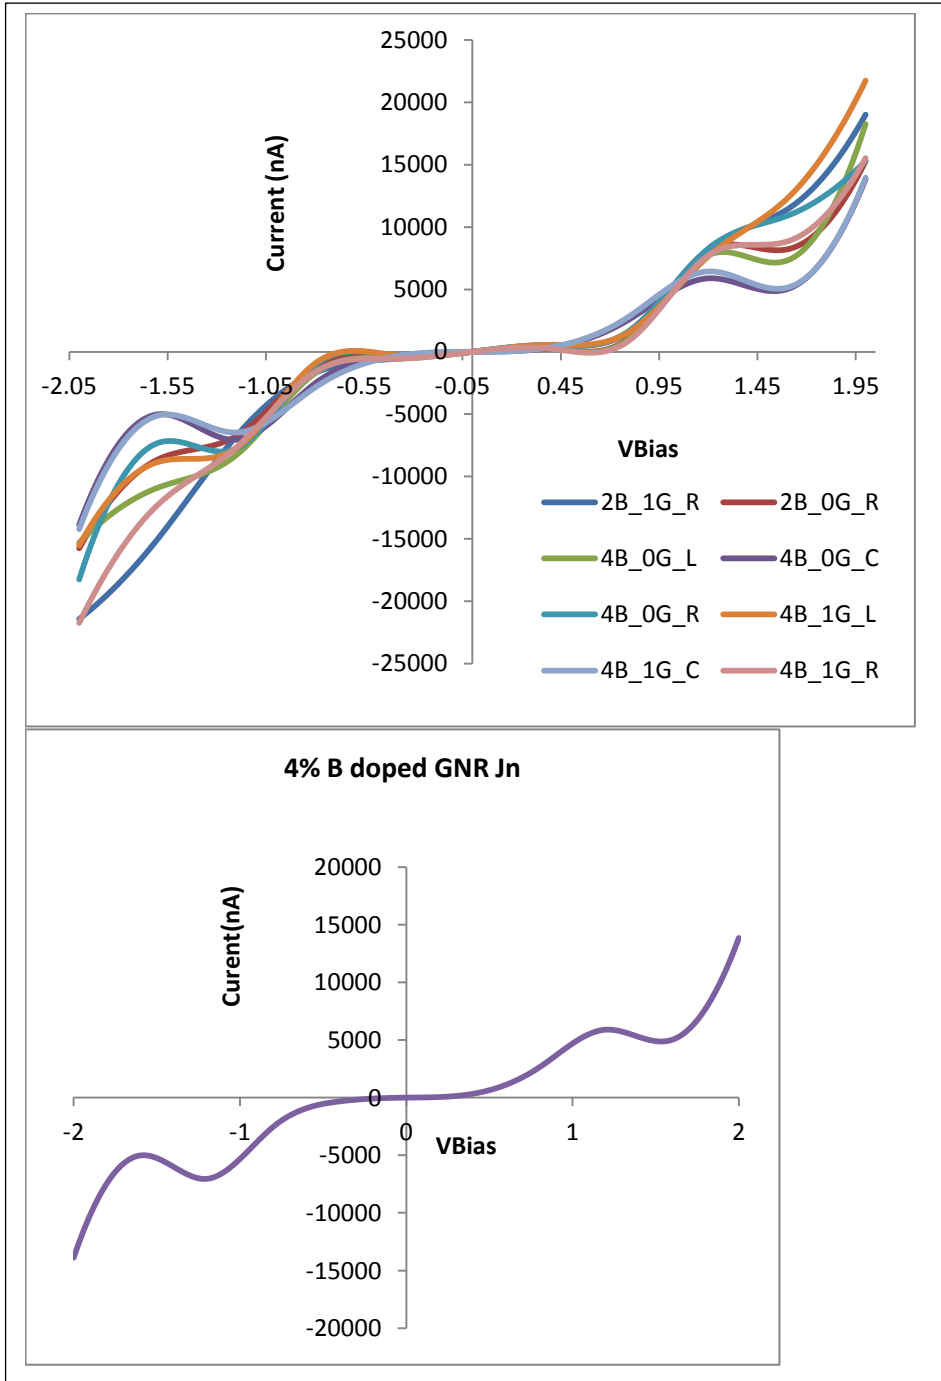 25000
20000
15000
10000
5000
0
-5000
-10000
-15000
-20000
-25000
Current (nA)
-2.05 -1.55 -1.05 -0.55 -0.05 0.45 0.95 1.45 1.95
VBias
2B_1G_R 2B_0G_R
4B_0G_L 4B_0G_C
4B_0G_R 4B_1G_L
4B_1G_C 4B_1G_R
4% B doped GNR Jn
20000
15000
10000
5000
0
-5000
-10000
-15000
-20000
Curent(nA)
-2 -1 0 1 2
VBias